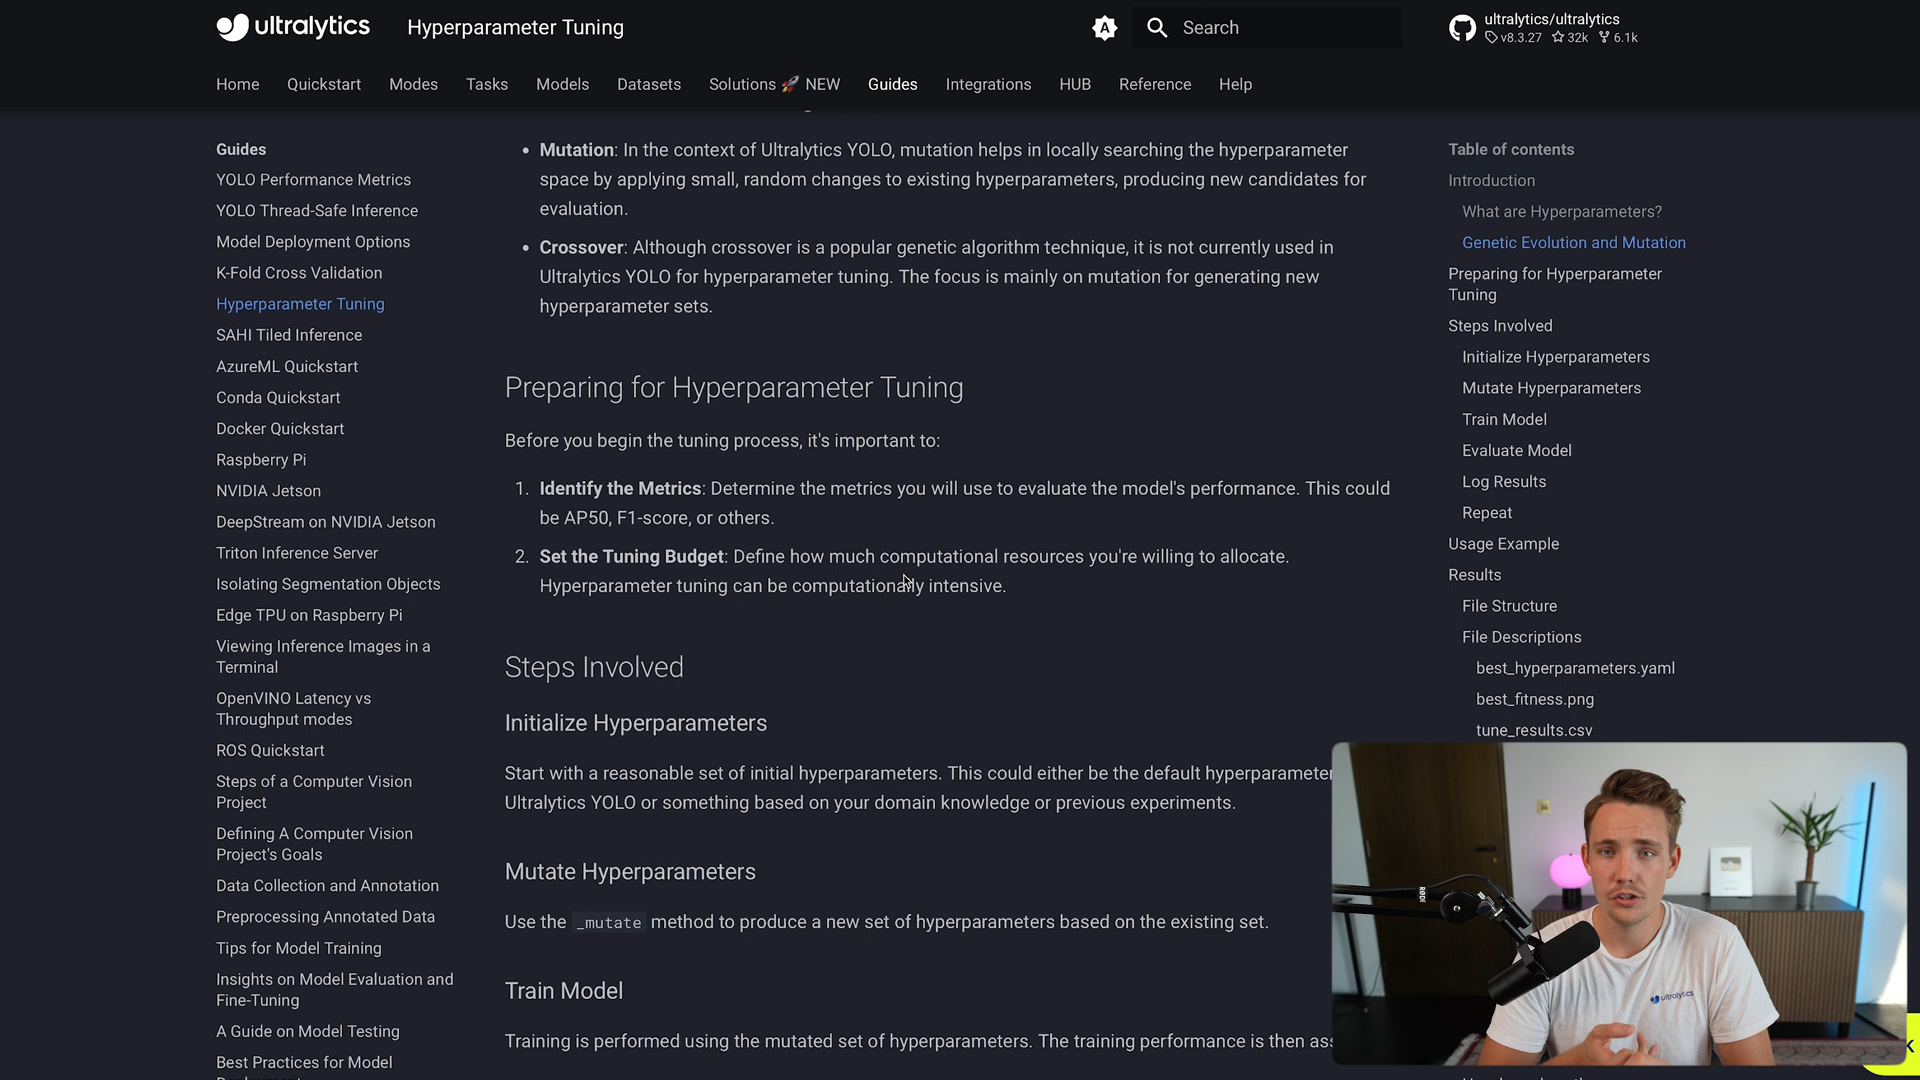 ultralytics
Hyperparameter Tuning
Search
ultralytics/ultralytics
v8.3.27 32k 6.1k
Home Quickstart Modes Tasks Models Datasets Solutions 🚀 NEW Guides Integrations HUB Reference Help
Guides
YOLO Performance Metrics
YOLO Thread-Safe Inference
Model Deployment Options
K-Fold Cross Validation
Hyperparameter Tuning
SAHI Tiled Inference
AzureML Quickstart
Conda Quickstart
Docker Quickstart
Raspberry Pi
NVIDIA Jetson
DeepStream on NVIDIA Jetson
Triton Inference Server
Isolating Segmentation Objects
Edge TPU on Raspberry Pi
Viewing Inference Images in a
Terminal
OpenVINO Latency vs
Throughput modes
ROS Quickstart
Steps of a Computer Vision
Project
Defining A Computer Vision
Project's Goals
Data Collection and Annotation
Preprocessing Annotated Data
Tips for Model Training
Insights on Model Evaluation and
Fine-Tuning
A Guide on Model Testing
Best Practices for Model
• Mutation: In the context of Ultralytics YOLO, mutation helps in locally searching the hyperparameter
space by applying small, random changes to existing hyperparameters, producing new candidates for
evaluation.
• Crossover: Although crossover is a popular genetic algorithm technique, it is not currently used in
Ultralytics YOLO for hyperparameter tuning. The focus is mainly on mutation for generating new
hyperparameter sets.
Preparing for Hyperparameter Tuning
Before you begin the tuning process, it's important to:
1. Identify the Metrics: Determine the metrics you will use to evaluate the model's performance. This could
be AP50, F1-score, or others.
2. Set the Tuning Budget: Define how much computational resources you're willing to allocate.
Hyperparameter tuning can be computationally intensive.
Steps Involved
Initialize Hyperparameters
Start with a reasonable set of initial hyperparameters. This could either be the default hyperparameter
Ultralytics YOLO or something based on your domain knowledge or previous experiments.
Mutate Hyperparameters
Use the _mutate method to produce a new set of hyperparameters based on the existing set.
Train Model
Training is performed using the mutated set of hyperparameters. The training performance is then ass
Table of contents
Introduction
What are Hyperparameters?
Genetic Evolution and Mutation
Preparing for Hyperparameter
Tuning
Steps Involved
Initialize Hyperparameters
Mutate Hyperparameters
Train Model
Evaluate Model
Log Results
Repeat
Usage Example
Results
File Structure
File Descriptions
best_hyperparameters.yaml
best_fitness.png
tune_results.csv
RØDE
ultralytics